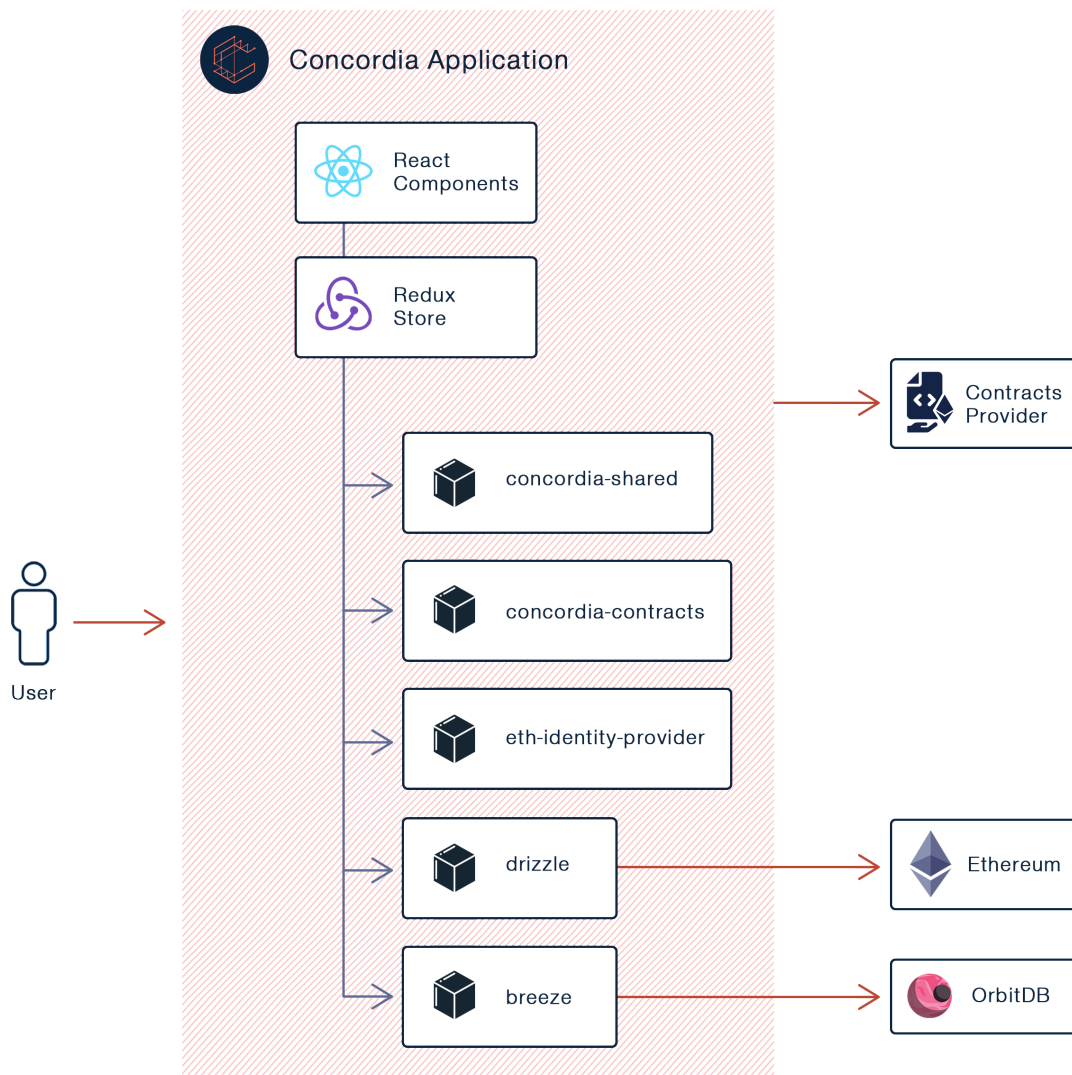 Concordia Application
React
Components
Redux
Store
Contracts
Provider
concordia-shared
concordia-contracts
User
eth-identity-provider
drizzle
Ethereum
breeze
OrbitDB